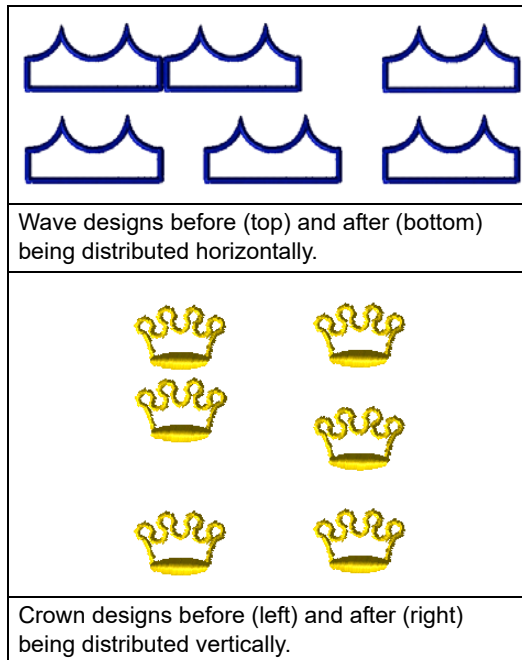 Wave designs before (top) and after (bottom)
being distributed horizontally.
Crown designs before (left) and after (right)
being distributed vertically.